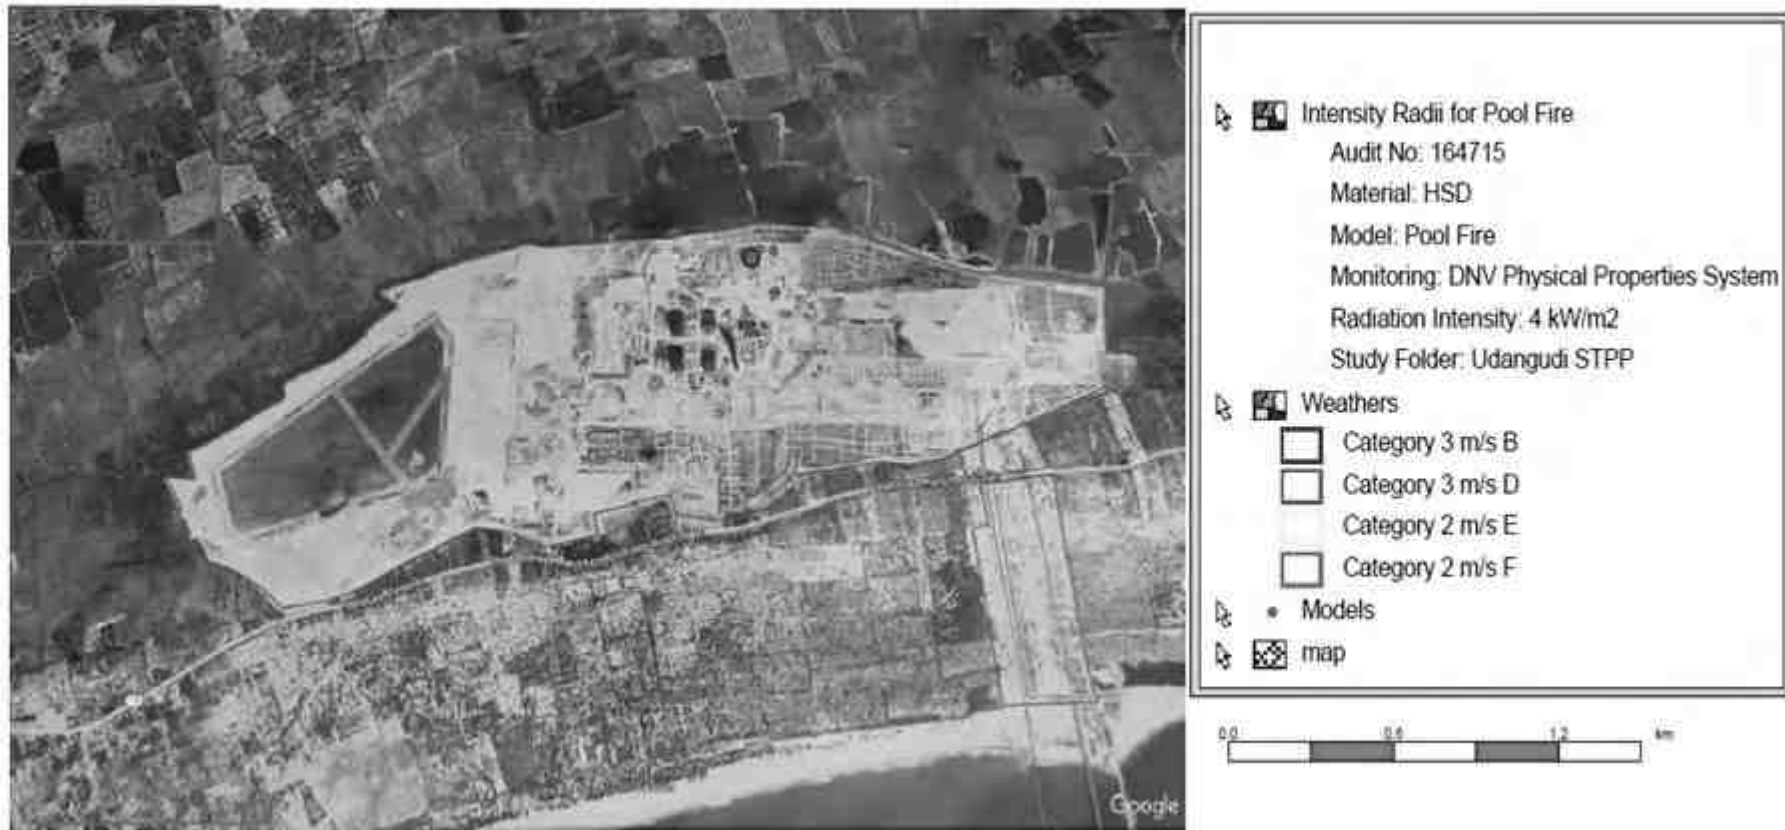 Intensity Radii for Pool Fire
Audit No: 164715
Material: HSD
Model: Pool Fire
Monitoring: DNV Physical Properties System
Radiation Intensity: 4 kW/m2
Study Folder: Udangudi STPP
Weathers
Category 3 m/s B
Category 3 m/s D
Category 2 m/s E
Category 2 m/s F
Models
map
0.0 0.6 1.2 km
Google